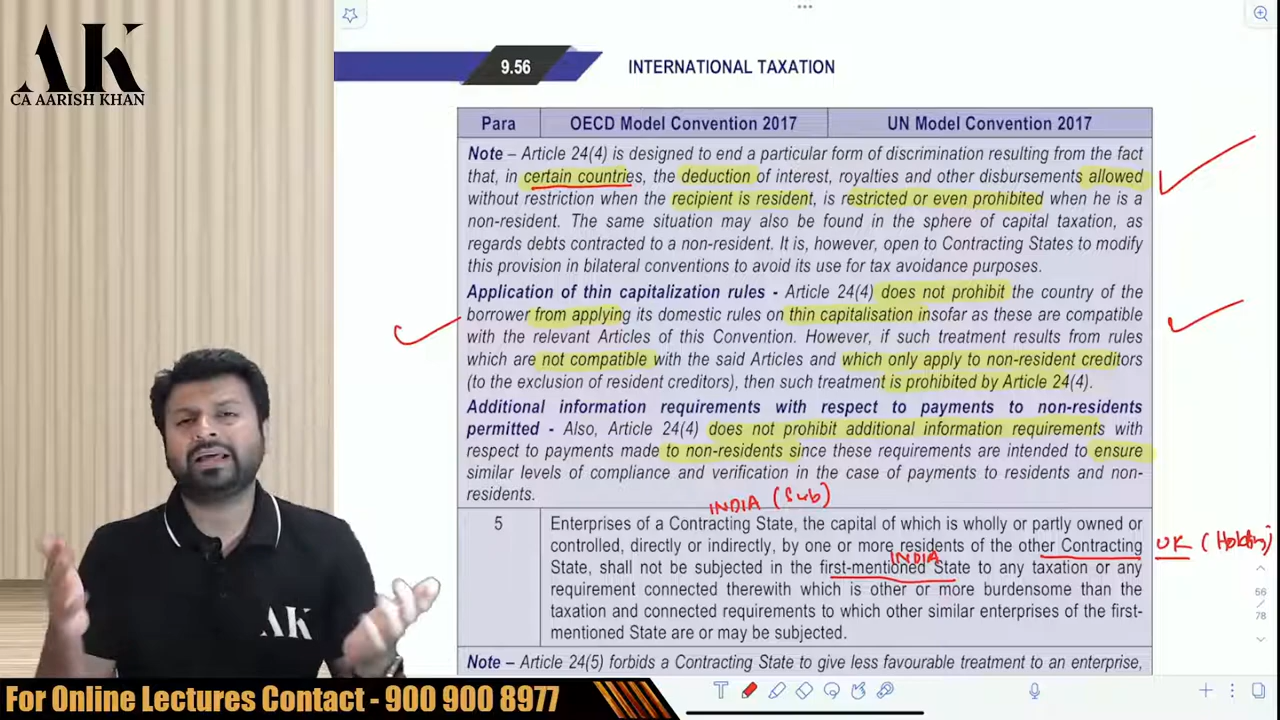 AK
CA AARISH KHAN
9.56
INTERNATIONAL TAXATION
Para
OECD Model Convention 2017
UN Model Convention 2017
Note – Article 24(4) is designed to end a particular form of discrimination resulting from the fact
that, in certain countries, the deduction of interest, royalties and other disbursements allowed
without restriction when the recipient is resident, is restricted or even prohibited when he is a
non-resident. The same situation may also be found in the sphere of capital taxation, as
regards debts contracted to a non-resident. It is, however, open to Contracting States to modify
this provision in bilateral conventions to avoid its use for tax avoidance purposes.
Application of thin capitalization rules - Article 24(4) does not prohibit the country of the
borrower from applying its domestic rules on thin capitalisation insofar as these are compatible
with the relevant Articles of this Convention. However, if such treatment results from rules
which are not compatible with the said Articles and which only apply to non-resident creditors
(to the exclusion of resident creditors), then such treatment is prohibited by Article 24(4).
Additional information requirements with respect to payments to non-residents
permitted - Also, Article 24(4) does not prohibit additional information requirements with
respect to payments made to non-residents since these requirements are intended to ensure
similar levels of compliance and verification in the case of payments to residents and non-
residents.
INDIA (Sub)
5
Enterprises of a Contracting State, the capital of which is wholly or partly owned or
controlled, directly or indirectly, by one or more residents of the other Contracting
UK (Holding)
INDIA
State, shall not be subjected in the first-mentioned State to any taxation or any
requirement connected therewith which is other or more burdensome than the
taxation and connected requirements to which other similar enterprises of the first-
mentioned State are or may be subjected.
Note – Article 24(5) forbids a Contracting State to give less favourable treatment to an enterprise,
56
/
78
AK
For Online Lectures Contact - 900 900 8977
T